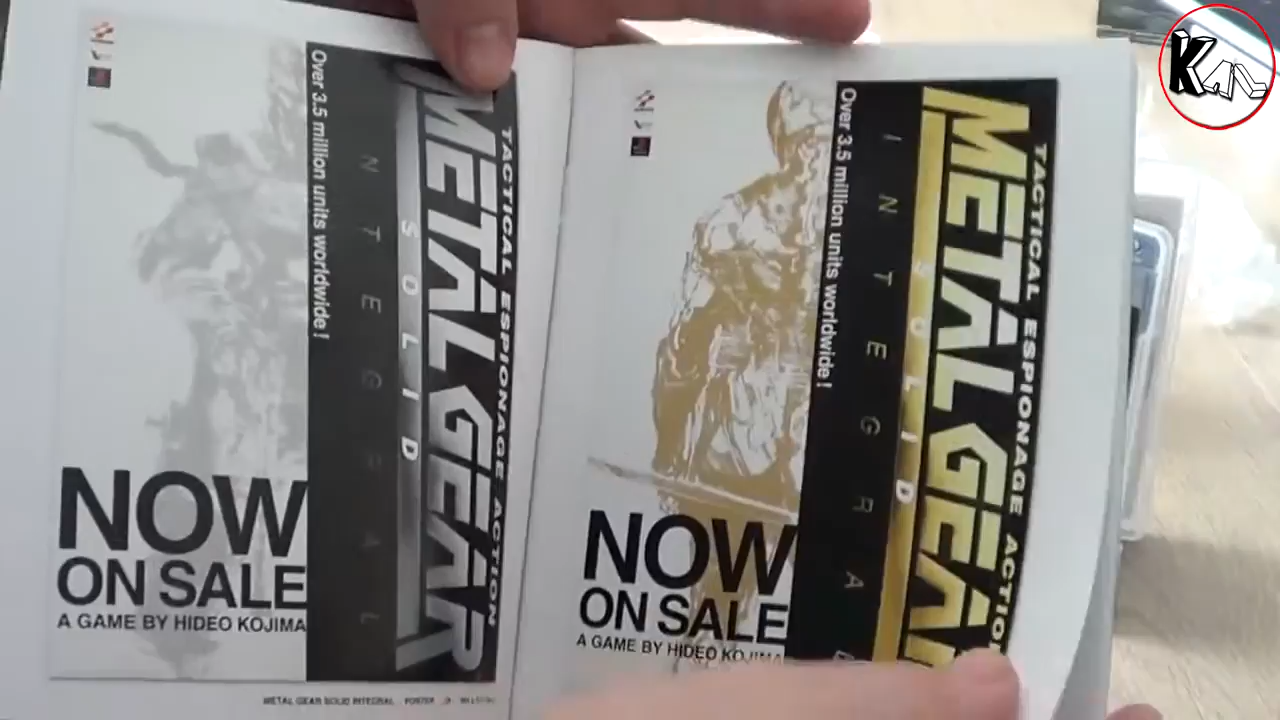 Over 3.5 million units worldwide!
INTEGRAL
SOLID
METAL GEAR
TACTICAL ESPIONAGE ACTION
NOW
ON SALE
A GAME BY HIDEO KOJIMA
METAL GEAR SOLID INTEGRAL POSTER
Over 3.5 million units worldwide!
INTEGRA
SOLID
METAL GEAR
TACTICAL ESPIONAGE ACTION
NOW
ON SALE
A GAME BY HIDEO KOJIMA
KAL